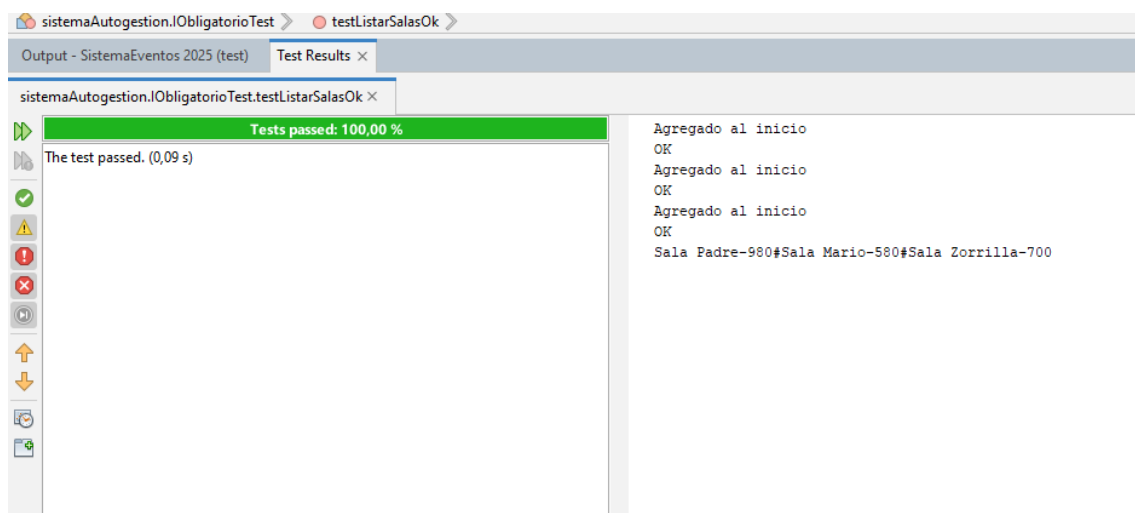 sistemaAutogestion.IObligatorioTest testListarSalasOk
Output - SistemaEventos 2025 (test) Test Results ×
sistemaAutogestion.IObligatorioTest.testListarSalasOk ×
Tests passed: 100,00 %
The test passed. (0,09 s)
Agregado al inicio
OK
Agregado al inicio
OK
Agregado al inicio
OK
Sala Padre-980#Sala Mario-580#Sala Zorrilla-700